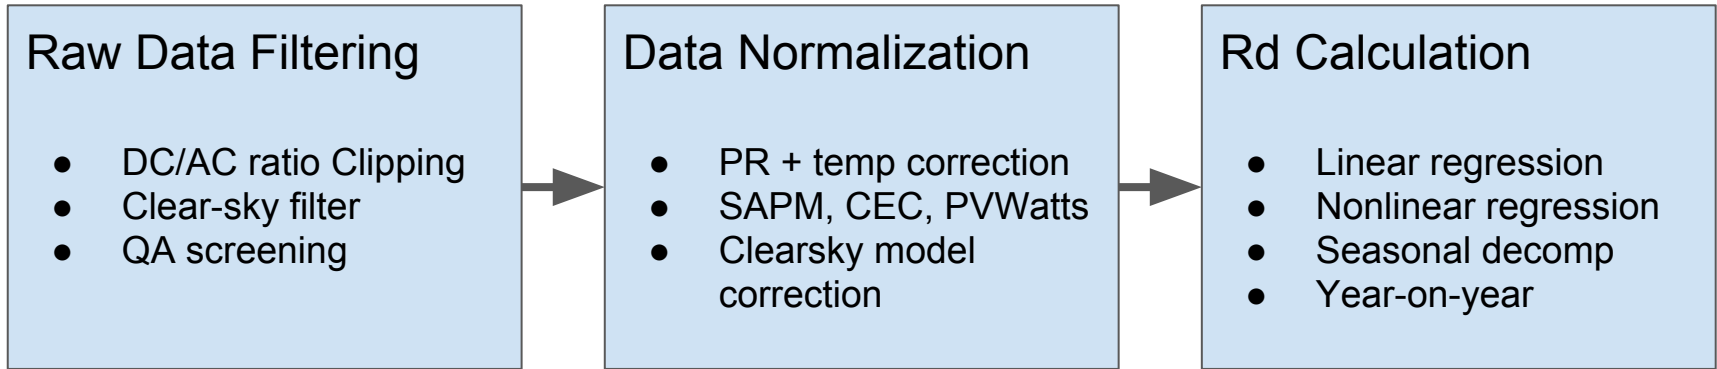 Raw Data Filtering
● DC/AC ratio Clipping
● Clear-sky filter
● QA screening
Data Normalization
● PR + temp correction
● SAPM, CEC, PVWatts
● Clearsky model
correction
Rd Calculation
● Linear regression
● Nonlinear regression
● Seasonal decomp
● Year-on-year